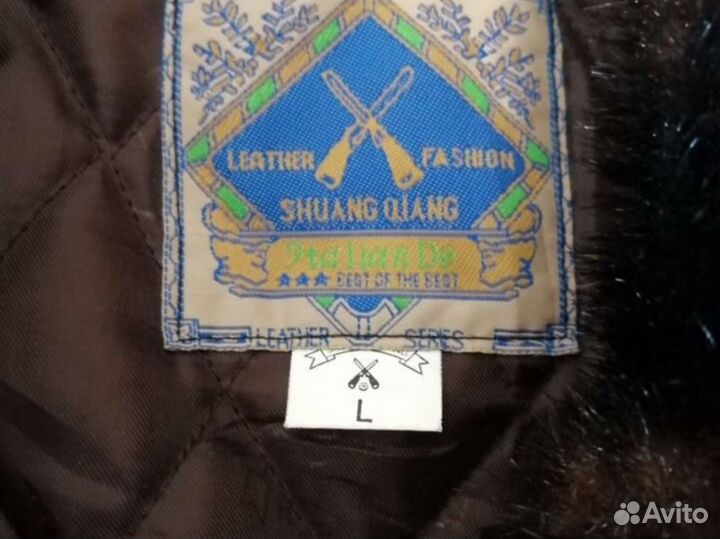 LEATHER FASHION
SHUANG QIANG
BEST OF THE BEST
LEATHER SERIES
L
Avito